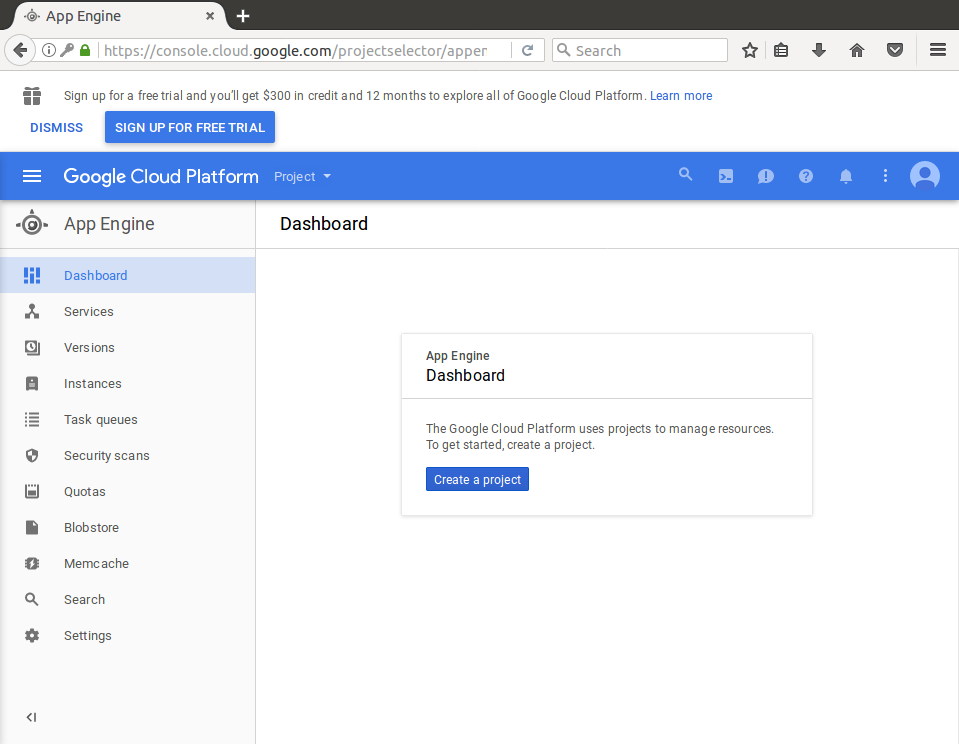 App Engine
https://console.cloud.google.com/projectselector/apper
Search
Sign up for a free trial and you'll get $300 in credit and 12 months to explore all of Google Cloud Platform. Learn more
DISMISS
SIGN UP FOR FREE TRIAL
Google Cloud Platform
Project
App Engine
Dashboard
Dashboard
Services
Versions
Instances
Task queues
Security scans
Quotas
Blobstore
Memcache
Search
Settings
App Engine
Dashboard
The Google Cloud Platform uses projects to manage resources.
To get started, create a project.
Create a project